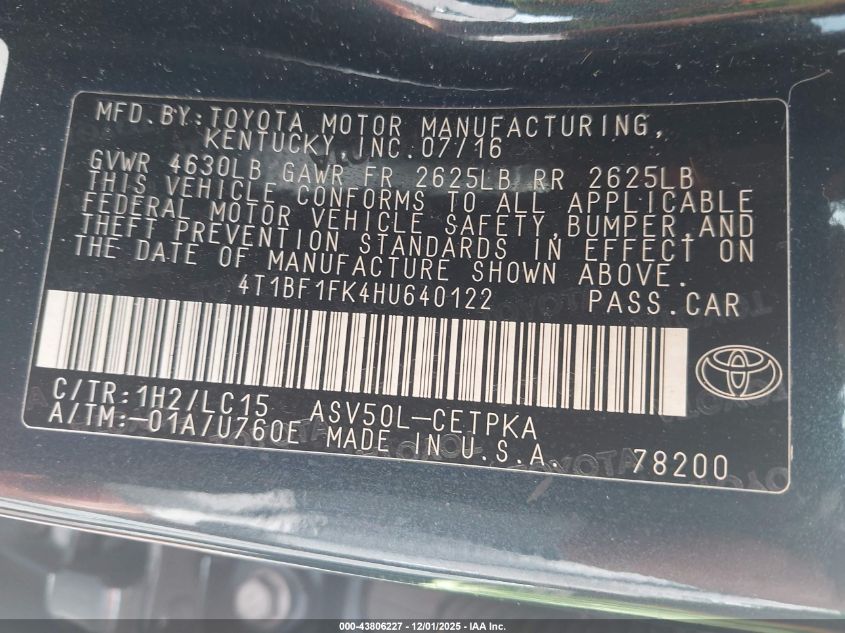 MFD. BY: TOYOTA MOTOR MANUFACTURING,
KENTUCKY, INC. 07/16
GVWR 4630LB GAWR FR 2625LB RR 2625LB
THIS VEHICLE CONFORMS TO ALL APPLICABLE
FEDERAL MOTOR VEHICLE SAFETY, BUMPER, AND
THEFT PREVENTION STANDARDS IN EFFECT ON
THE DATE OF MANUFACTURE SHOWN ABOVE.
4T1BF1FK4HU640122 PASS.CAR
C/TR: 1H2/LC15 ASV50L-CETPKA
A/TM: -01A/U760E MADE IN U.S.A. 78200
000-43806227 - 12/01/2025 - IAA Inc.